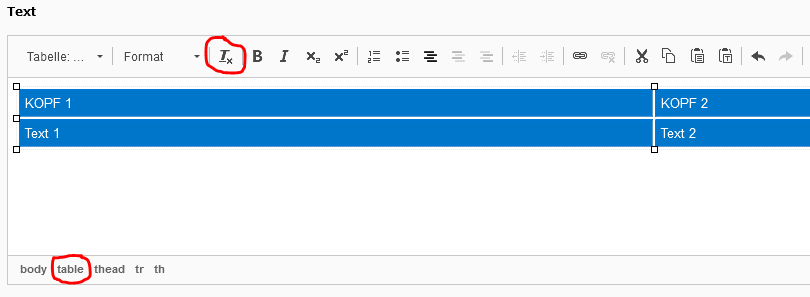 Text
Tabelle: ... Format
KOPF 1 KOPF 2
Text 1 Text 2
body table thead tr th